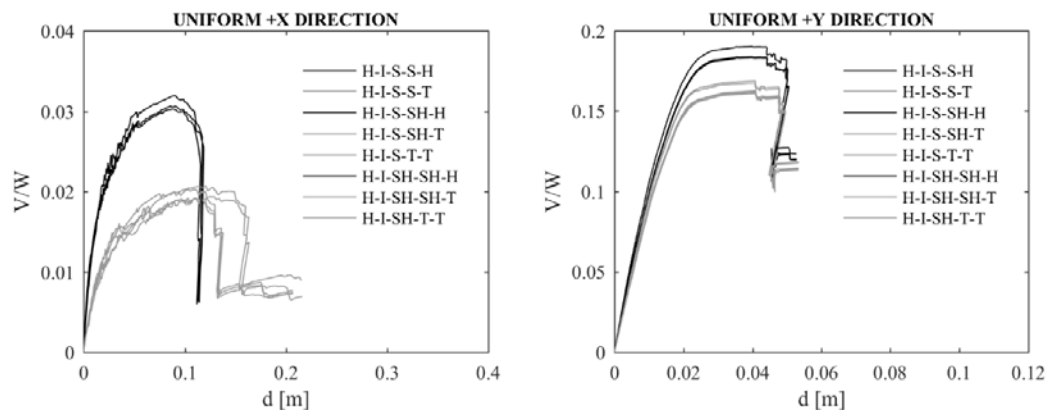 UNIFORM +X DIRECTION
0.04
0.03
0.02
0.01
0
V/W
H-I-S-S-H
H-I-S-S-T
H-I-S-SH-H
H-I-S-SH-T
H-I-S-T-T
H-I-SH-SH-H
H-I-SH-SH-T
H-I-SH-T-T
0 0.1 0.2 0.3 0.4
d [m]
UNIFORM +Y DIRECTION
0.2
0.15
0.1
0.05
0
V/W
H-I-S-S-H
H-I-S-S-T
H-I-S-SH-H
H-I-S-SH-T
H-I-S-T-T
H-I-SH-SH-H
H-I-SH-SH-T
H-I-SH-T-T
0 0.02 0.04 0.06 0.08 0.1 0.12
d [m]